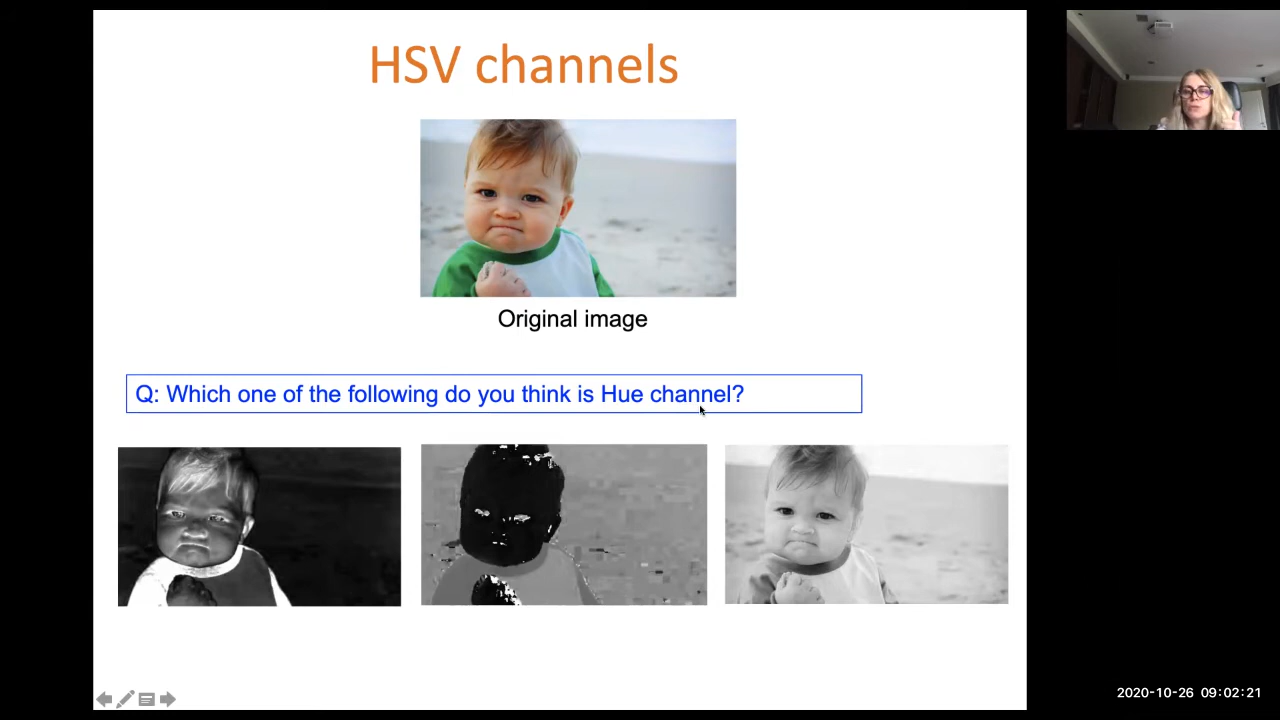 HSV channels
Original image
Q: Which one of the following do you think is Hue channel?
2020-10-26 09:02:21